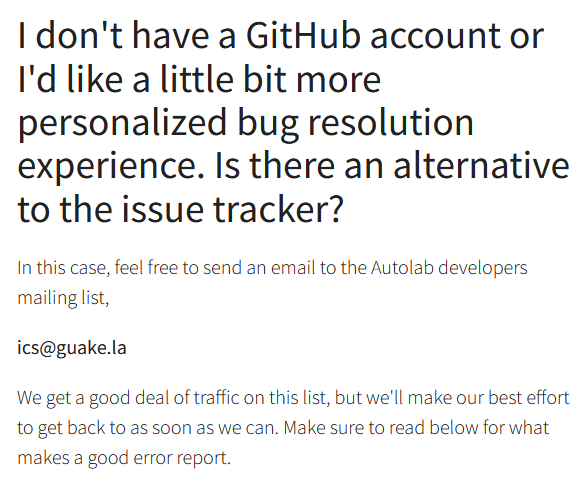 I don't have a GitHub account or
I'd like a little bit more
personalized bug resolution
experience. Is there an alternative
to the issue tracker?
In this case, feel free to send an email to the Autolab developers
mailing list,
ics@guake.la
We get a good deal of traffic on this list, but we'll make our best effort
to get back to as soon as we can. Make sure to read below for what
makes a good error report.